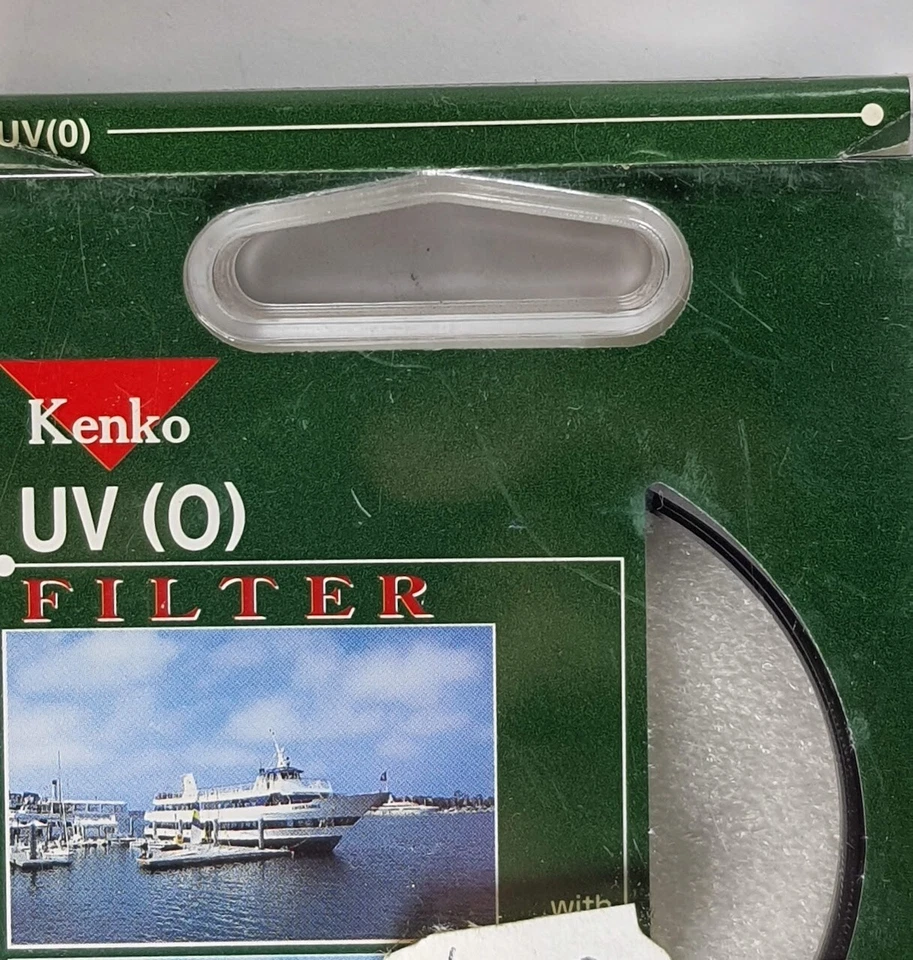 UV(0)
Kenko
UV (O)
FILTER
with